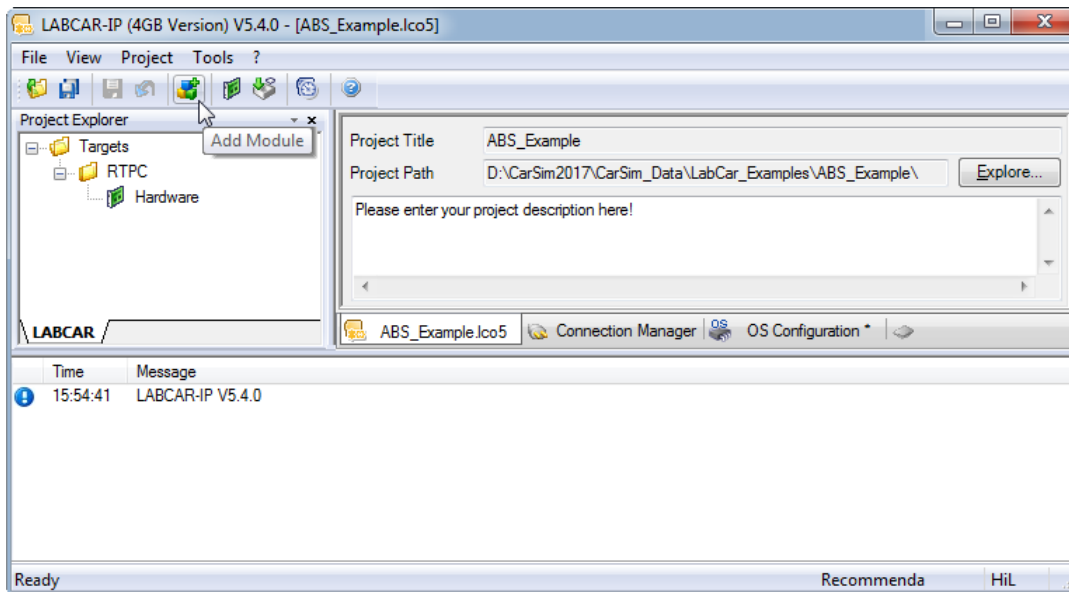 LABCAR-IP (4GB Version) V5.4.0 - [ABS_Example.lco5]
File View Project Tools ?
Project Explorer
Add Module
Targets
RTPC
Hardware
LABCAR
Project Title ABS_Example
Project Path D:\CarSim2017\CarSim_Data\LabCar_Examples\ABS_Example\ Explore...
Please enter your project description here!
ABS_Example.lco5 Connection Manager OS OS Configuration *
Time Message
15:54:41 LABCAR-IP V5.4.0
Ready Recommenda HiL